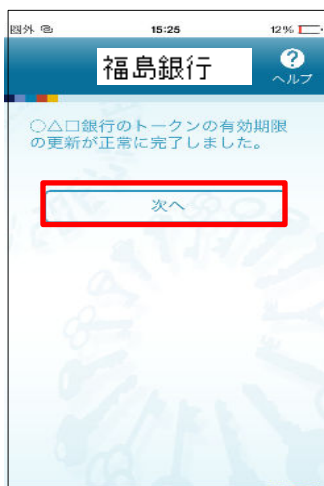 圏外 15:25 12%
福島銀行
?
ヘルプ
○△□銀行のトークンの有効期限
の更新が正常に完了しました。
次へ